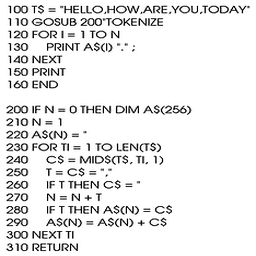 100 T$ = "HELLO,HOW,ARE,YOU,TODAY"
110 GOSUB 200"TOKENIZE
120 FOR I = 1 TO N
130 PRINT A$(I) "." ;
140 NEXT
150 PRINT
160 END
200 IF N = 0 THEN DIM A$(256)
210 N = 1
220 A$(N) = "
230 FOR TI = 1 TO LEN(T$)
240 C$ = MID$(T$, TI, 1)
250 T = C$ = ","
260 IF T THEN C$ = "
270 N = N + T
280 IF T THEN A$(N) = C$
290 A$(N) = A$(N) + C$
300 NEXT TI
310 RETURN